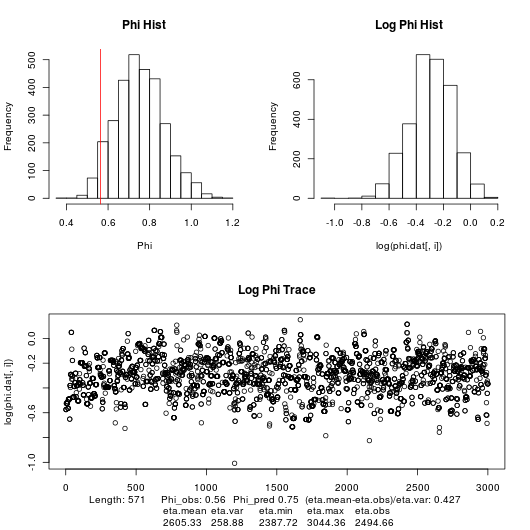 Phi Hist
Log Phi Hist
Frequency
0 100 200 300 400 500
0.4 0.6 0.8 1.0 1.2
Phi
Frequency
0 200 400 600
-1.0 -0.8 -0.6 -0.4 -0.2 0.0 0.2
log(phi.dat[, i])
Log Phi Trace
log(phi.dat[, i])
-1.0 -0.6 -0.2 0.0
0 500 1000 1500 2000 2500 3000
Length: 571 Phi_obs: 0.56 Phi_pred 0.75 (eta.mean-eta.obs)/eta.var: 0.427
eta.mean eta.var eta.min eta.max eta.obs
2605.33 258.88 2387.72 3044.36 2494.66